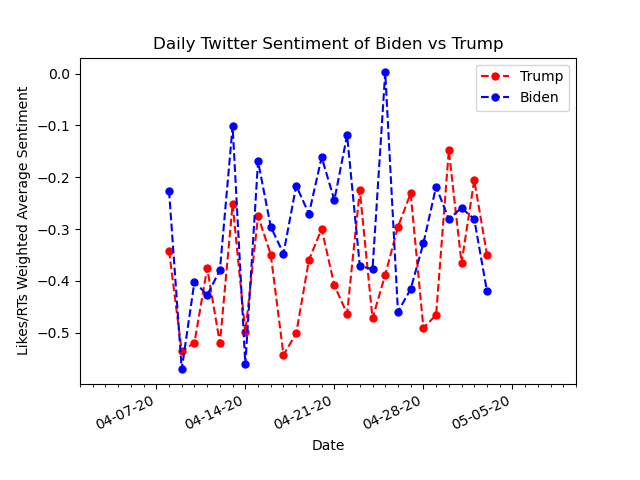 Daily Twitter Sentiment of Biden vs Trump
Trump
Biden
Likes/RTs Weighted Average Sentiment
0.0
−0.1
−0.2
−0.3
−0.4
−0.5
04-07-20
04-14-20
04-21-20
04-28-20
05-05-20
Date